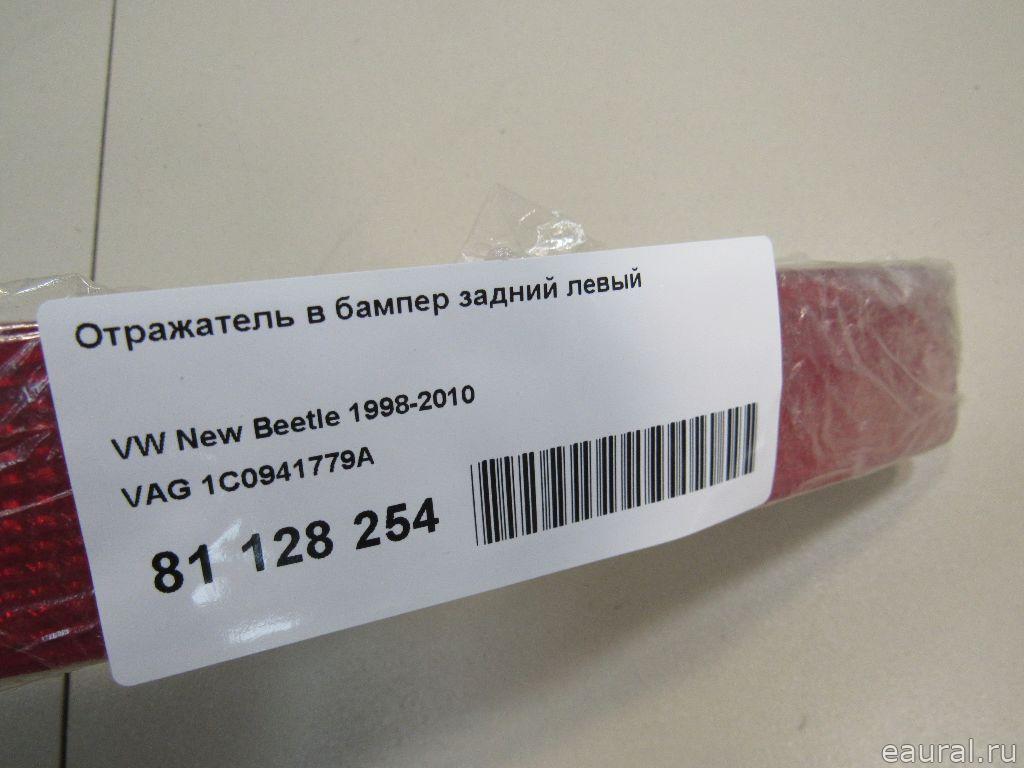 Отражатель в бампер задний левый
VW New Beetle 1998-2010
VAG 1C0941779A
81 128 254
eaural.ru